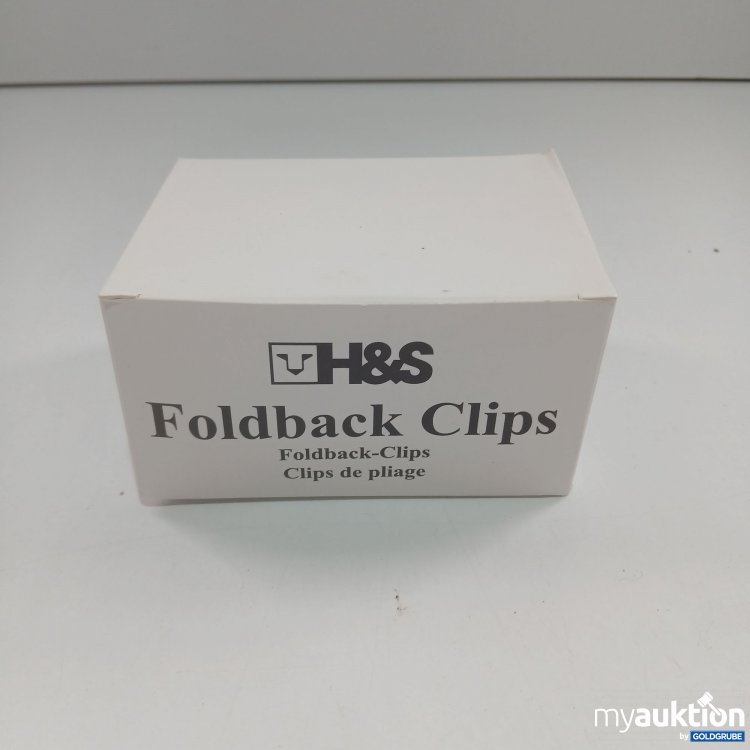 H&S
Foldback Clips
Foldback-Clips
Clips de pliage
myauktion
by GOLDGRUBE